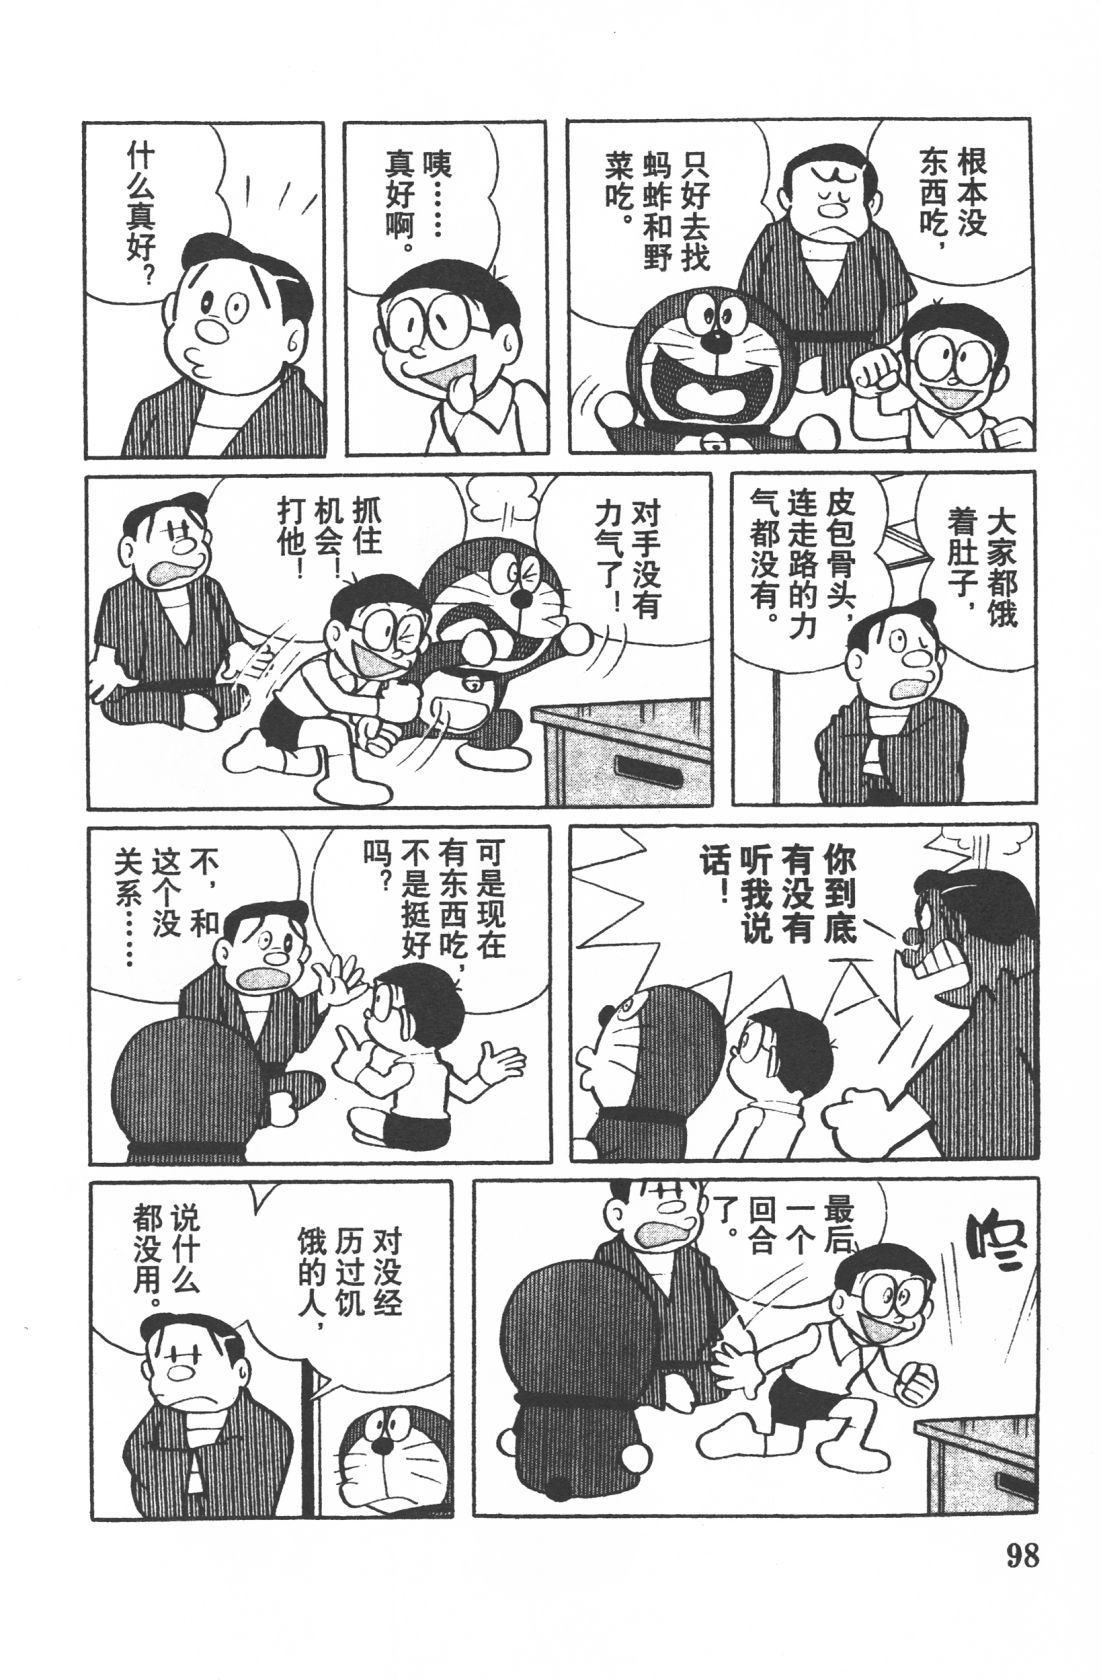 根本没
东西吃，
只好去找
蚂蚱和野
菜吃。
咦……
真好啊。
什么真好？
大家都饿
着肚子，
皮包骨头，
连走路的力
气都没有。
对手没有
力气了！
抓住
机会！
打他！
你到底
有没有
听我说
话！
可是现在
有东西吃，
不是挺好
吗？
不，和
这个没
关系……
咚
最后
一个
回合
了。
对没经
历过饥
饿的人，
说什么
都没用。
98